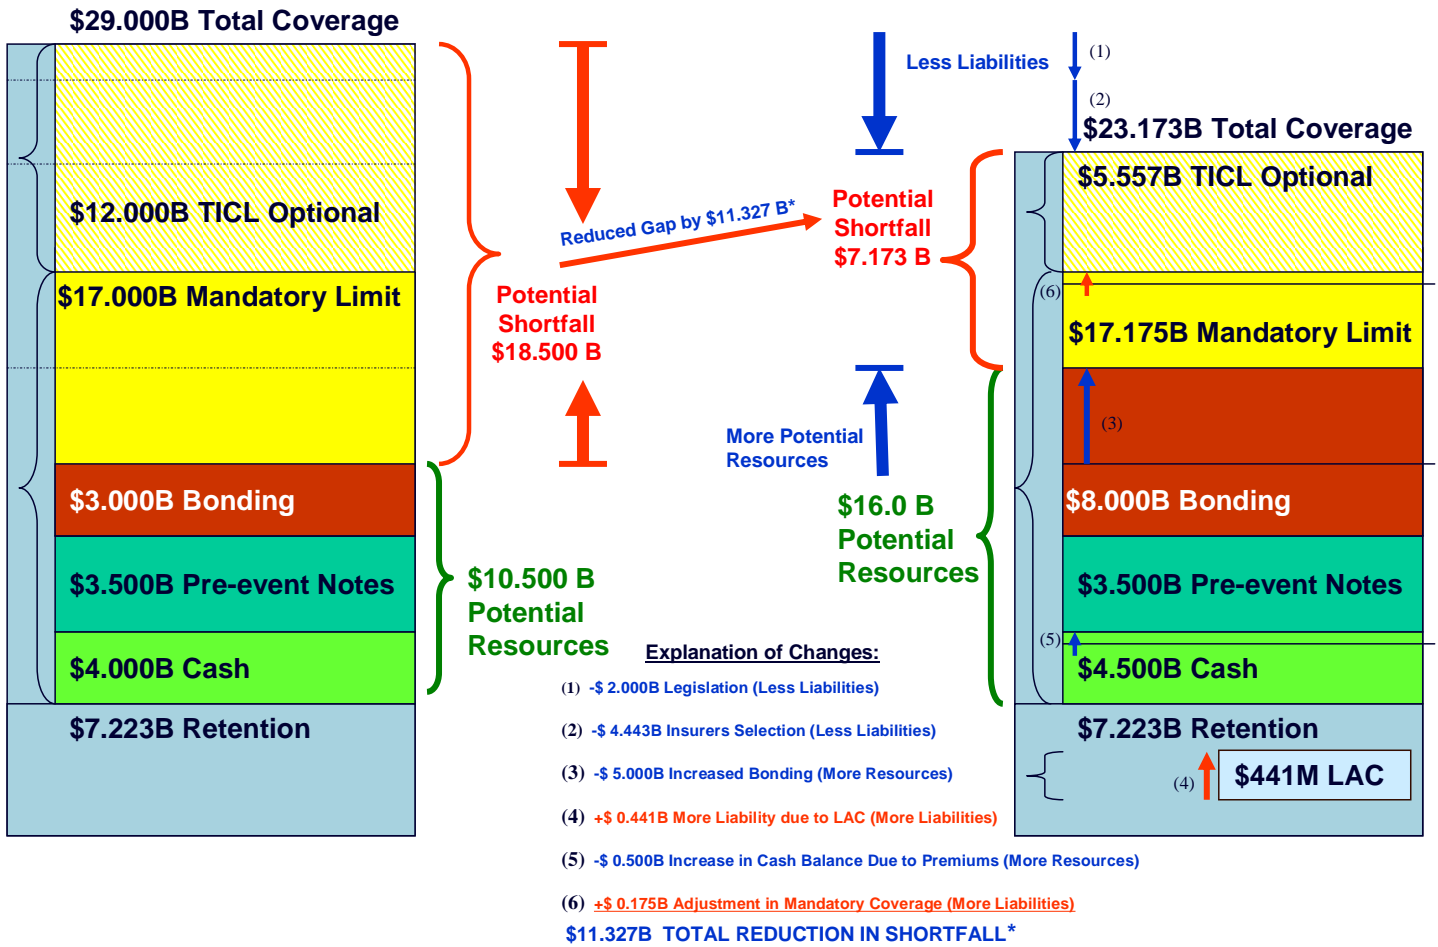 $29.000B Total Coverage
$12.000B TICL Optional
$17.000B Mandatory Limit
$3.000B Bonding
$3.500B Pre-event Notes
$4.000B Cash
$7.223B Retention
Potential
Shortfall
$18.500 B
$10.500 B
Potential
Resources
Reduced Gap by $11.327 B*
Less Liabilities
(1)
(2)
Potential
Shortfall
$7.173 B
More Potential
Resources
$16.0 B
Potential
Resources
$23.173B Total Coverage
$5.557B TICL Optional
(6)
$17.175B Mandatory Limit
(3)
$8.000B Bonding
$3.500B Pre-event Notes
(5)
$4.500B Cash
$7.223B Retention
(4)
$441M LAC
Explanation of Changes:
(1) -$ 2.000B Legislation (Less Liabilities)
(2) -$ 4.443B Insurers Selection (Less Liabilities)
(3) -$ 5.000B Increased Bonding (More Resources)
(4) +$ 0.441B More Liability due to LAC (More Liabilities)
(5) -$ 0.500B Increase in Cash Balance Due to Premiums (More Resources)
(6) +$ 0.175B Adjustment in Mandatory Coverage (More Liabilities)
$11.327B TOTAL REDUCTION IN SHORTFALL*